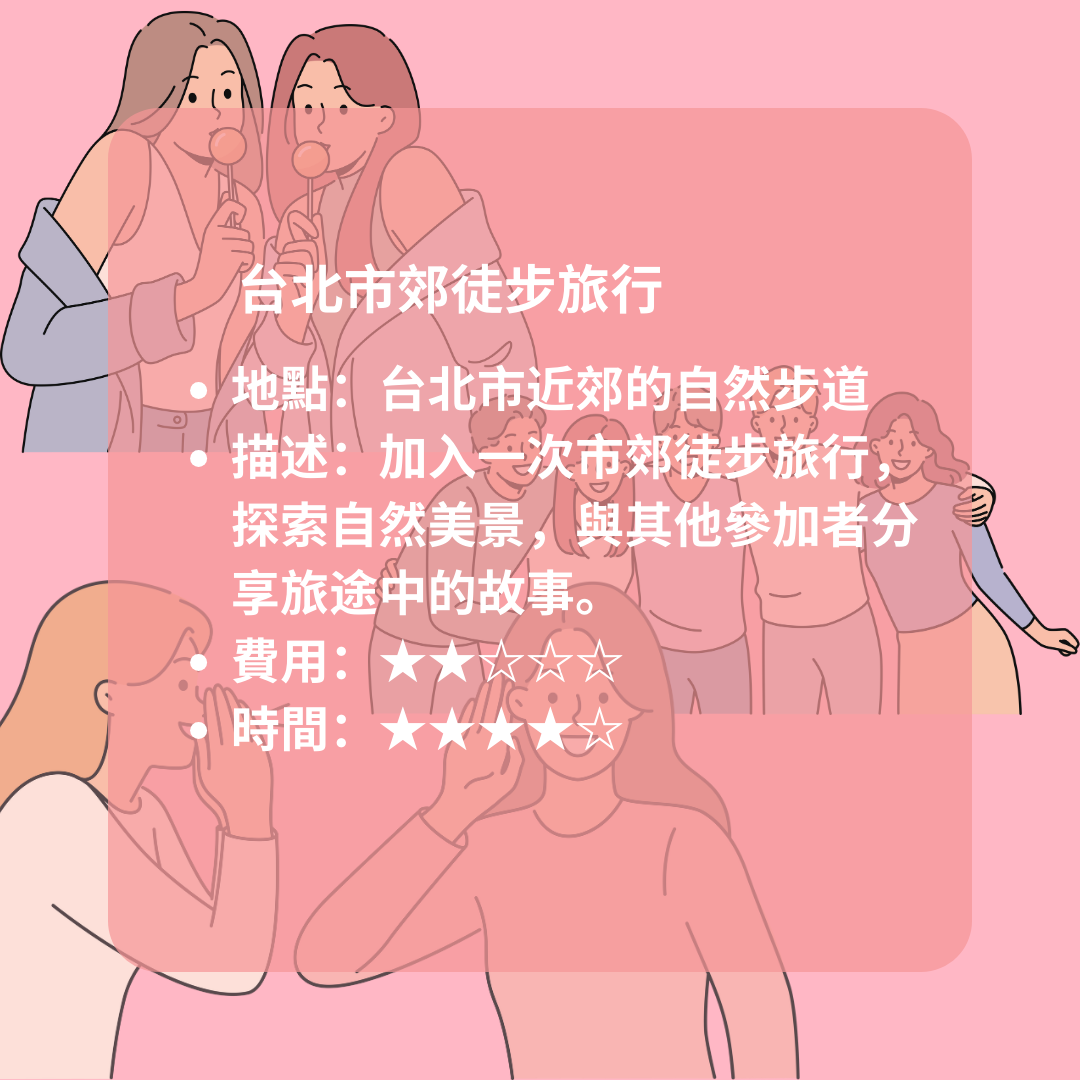 台北市郊徒步旅行
• 地點：台北市近郊的自然步道
• 描述：加入一次市郊徒步旅行，
探索自然美景，與其他參加者分
享旅途中的故事。
• 費用：★★☆☆☆
• 時間：★★★★☆